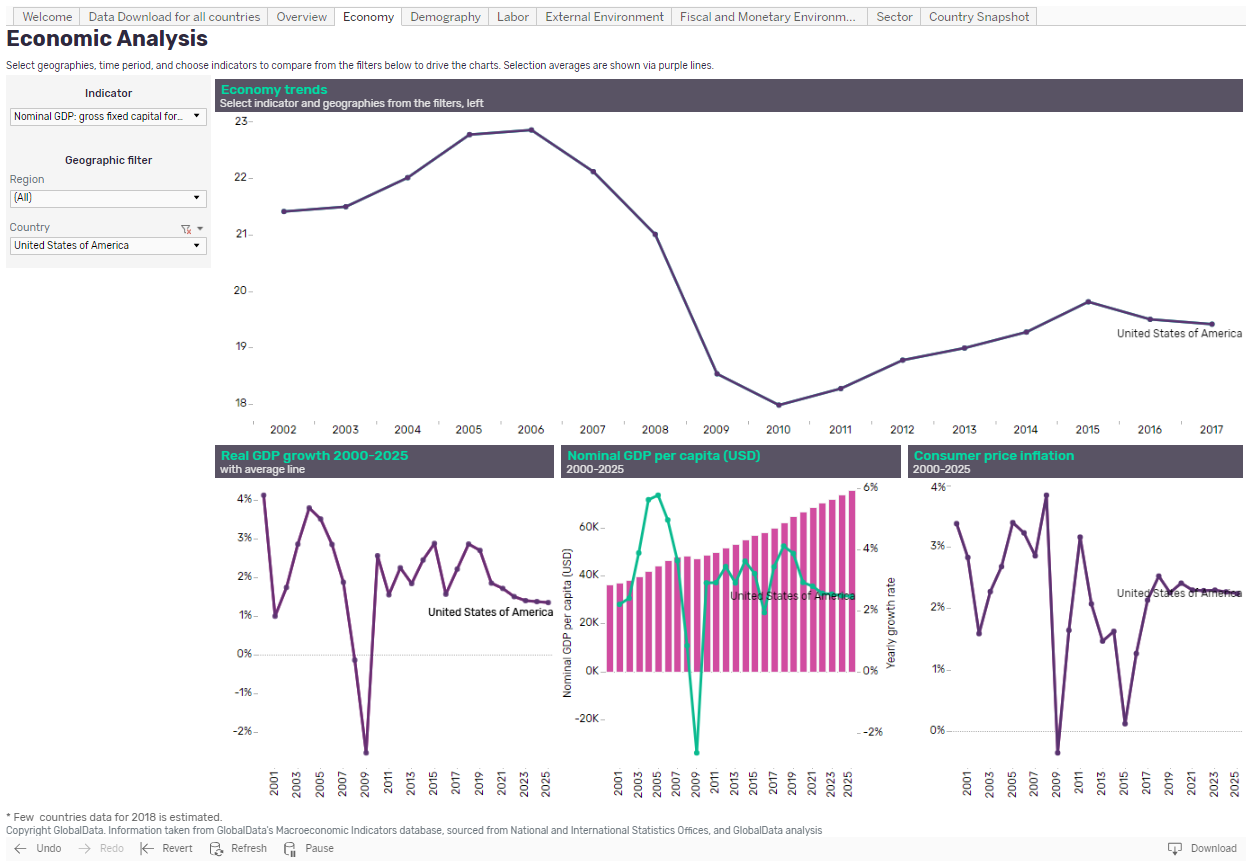 Welcome Data Download for all countries Overview Economy Demography Labor External Environment Fiscal and Monetary Environm... Sector Country Snapshot
Economic Analysis
Select geographies, time period, and choose indicators to compare from the filters below to drive the charts. Selection averages are shown via purple lines.
Indicator
Nominal GDP: gross fixed capital for...
Geographic filter
Region
(All)
Country
United States of America
Economy trends
Select indicator and geographies from the filters, left
23
22
21
20
19
18
United States of America
2002 2003 2004 2005 2006 2007 2008 2009 2010 2011 2012 2013 2014 2015 2016 2017
Real GDP growth 2000-2025
with average line
4%
3%
2%
1%
0%
-1%
-2%
United States of America
2001 2003 2005 2007 2009 2011 2013 2015 2017 2019 2021 2023 2025
Nominal GDP per capita (USD)
2000-2025
Nominal GDP per capita (USD)
60K
40K
20K
0K
-20K
United States of America
6%
4%
2%
0%
-2%
Yearly growth rate
2001 2003 2005 2007 2009 2011 2013 2015 2017 2019 2021 2023 2025
Consumer price inflation
2000-2025
4%
3%
2%
1%
0%
United States of America
2001 2003 2005 2007 2009 2011 2013 2015 2017 2019 2021 2023 2025
* Few countries data for 2018 is estimated.
Copyright GlobalData. Information taken from GlobalData's Macroeconomic Indicators database, sourced from National and International Statistics Offices, and GlobalData analysis
Undo Redo Revert Refresh Pause Download